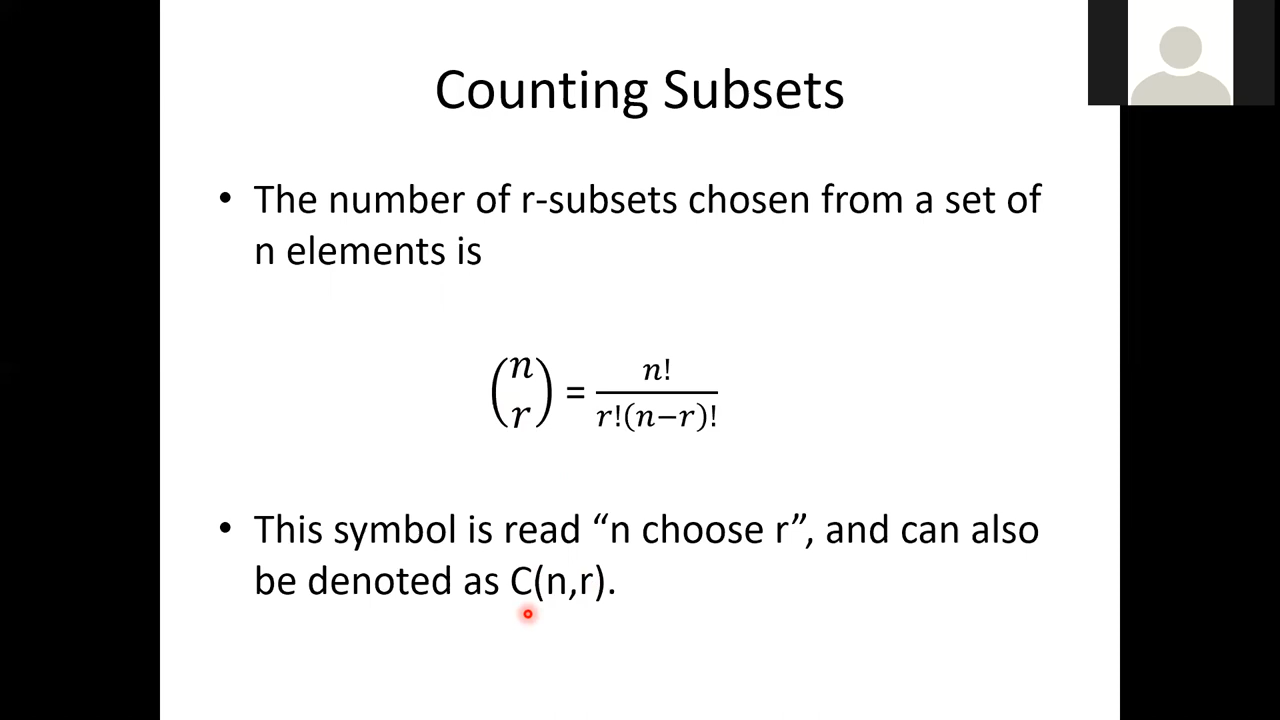 Counting Subsets
• The number of r-subsets chosen from a set of
n elements is
(n r) = n!/r!(n−r)!
• This symbol is read “n choose r”, and can also
be denoted as C(n,r).